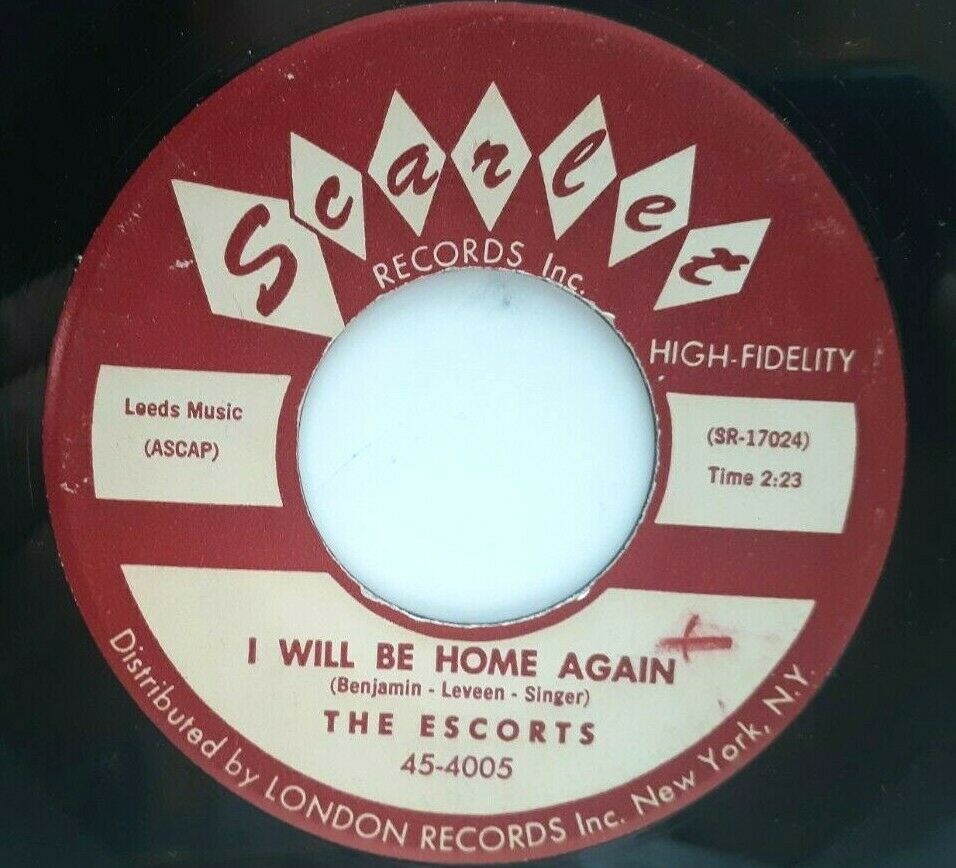 Scarlet
RECORDS Inc.
HIGH-FIDELITY
Leeds Music
(ASCAP)
(SR-17024)
Time 2:23
I WILL BE HOME AGAIN
(Benjamin - Leveen - Singer)
THE ESCORTS
45-4005
Distributed by LONDON RECORDS Inc. New York, N.Y.